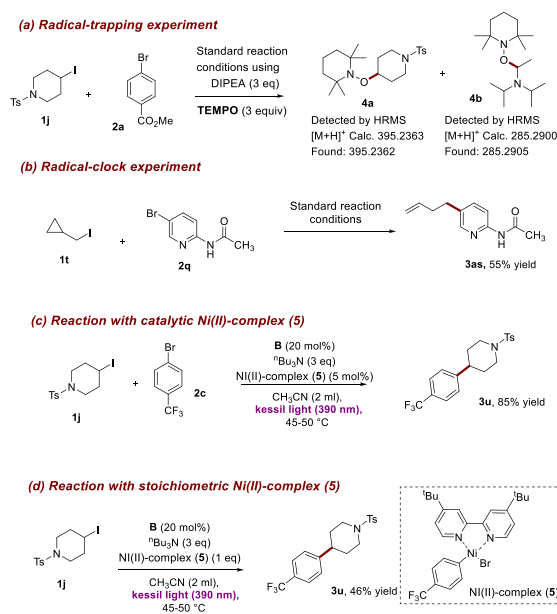 (a) Radical-trapping experiment
I
Ts
N
1j
+
Br
CO2Me
2a
Standard reaction
conditions using
DIPEA (3 eq)
TEMPO (3 equiv)
N
O
N
Ts
4a
Detected by HRMS
[M+H]+ Calc. 395.2363
Found: 395.2362
+
N
O
N
4b
Detected by HRMS
[M+H]+ Calc. 285.2900
Found: 285.2905
(b) Radical-clock experiment
I
1t
+
Br
N
NH
O
CH3
2q
Standard reaction
conditions
N
NH
O
CH3
3as, 55% yield
(c) Reaction with catalytic Ni(II)-complex (5)
I
Ts
N
1j
+
Br
CF3
2c
B (20 mol%)
nBu3N (3 eq)
NI(II)-complex (5) (5 mol%)
CH3CN (2 ml),
kessil light (390 nm),
45-50 °C
N
Ts
F3C
3u, 85% yield
(d) Reaction with stoichiometric Ni(II)-complex (5)
I
Ts
N
1j
B (20 mol%)
nBu3N (3 eq)
NI(II)-complex (5) (1 eq)
CH3CN (2 ml),
kessil light (390 nm),
45-50 °C
N
Ts
F3C
3u, 46% yield
tBu
tBu
N
N
Ni
Br
F3C
NI(II)-complex (5)